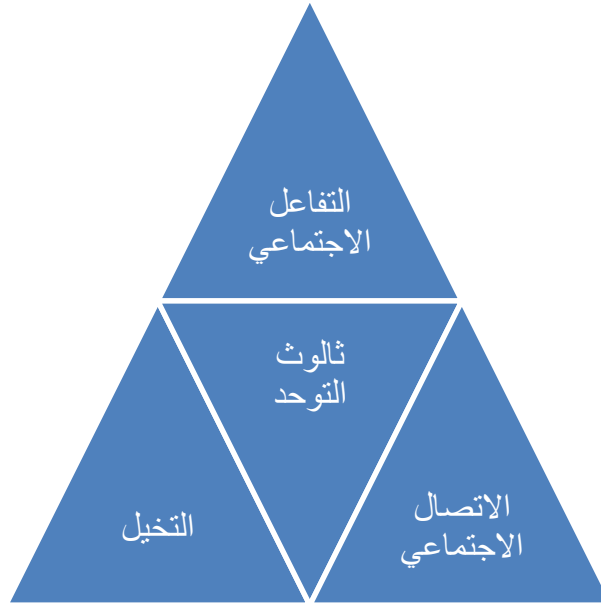 التفاعل
الاجتماعي
ثالوث
التوحد
الاتصال
الاجتماعي
التخيل